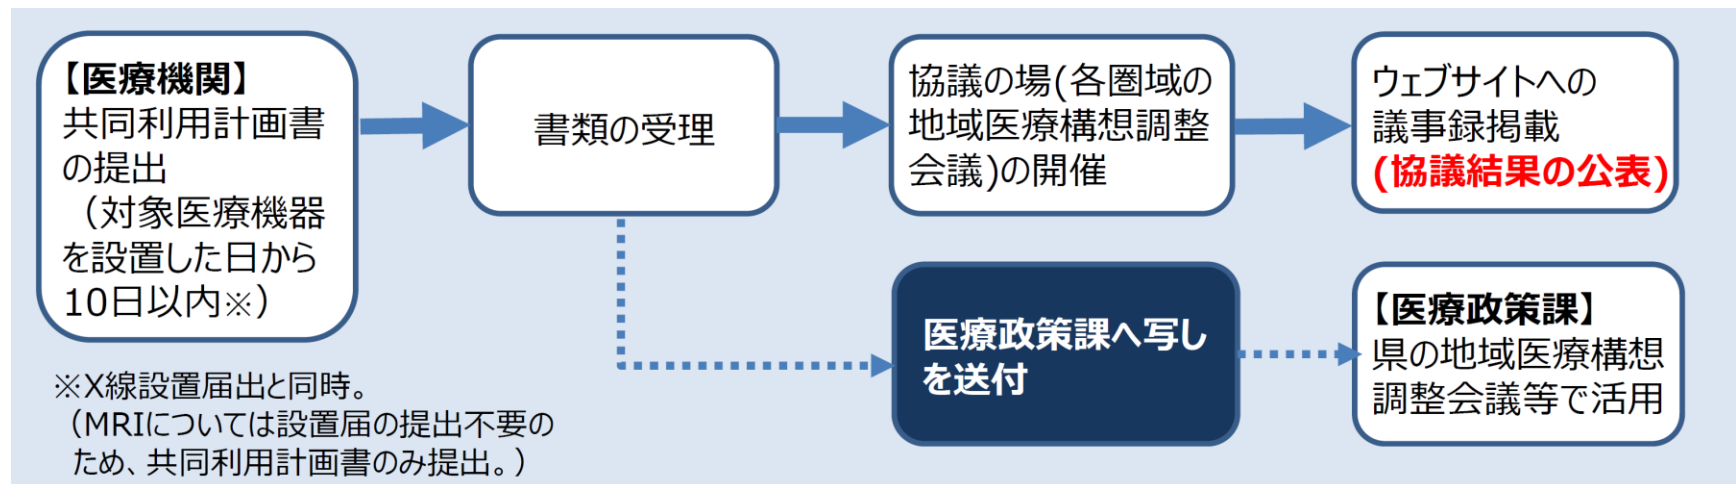 【医療機関】
共同利用計画書
の提出
（対象医療機器
を設置した日から
10日以内※）
書類の受理
協議の場(各圏域の
地域医療構想調整
会議)の開催
ウェブサイトへの
議事録掲載
(協議結果の公表)
医療政策課へ写し
を送付
【医療政策課】
県の地域医療構想
調整会議等で活用
※X線設置届出と同時。
（MRIについては設置届の提出不要の
ため、共同利用計画書のみ提出。）